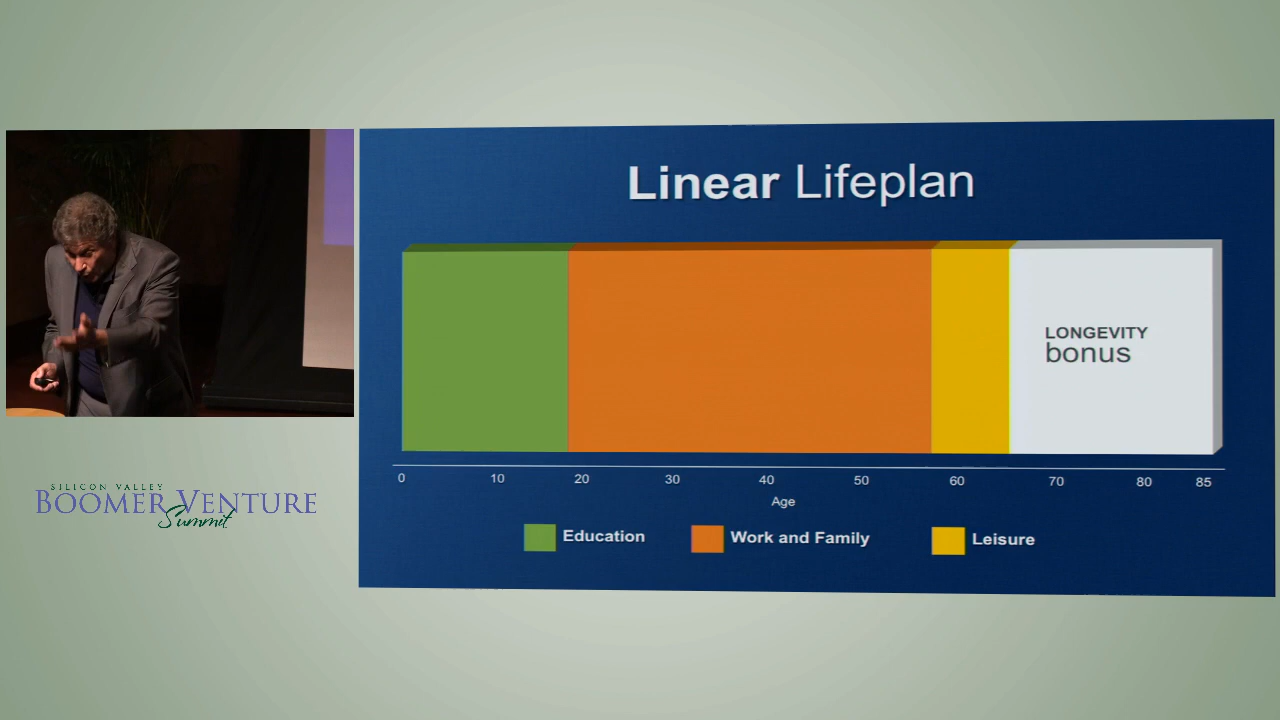 Linear Lifeplan
LONGEVITY
bonus
0 10 20 30 40 50 60 70 80 85
Age
Education Work and Family Leisure
SILICON VALLEY
BOOMER VENTURE
Summit